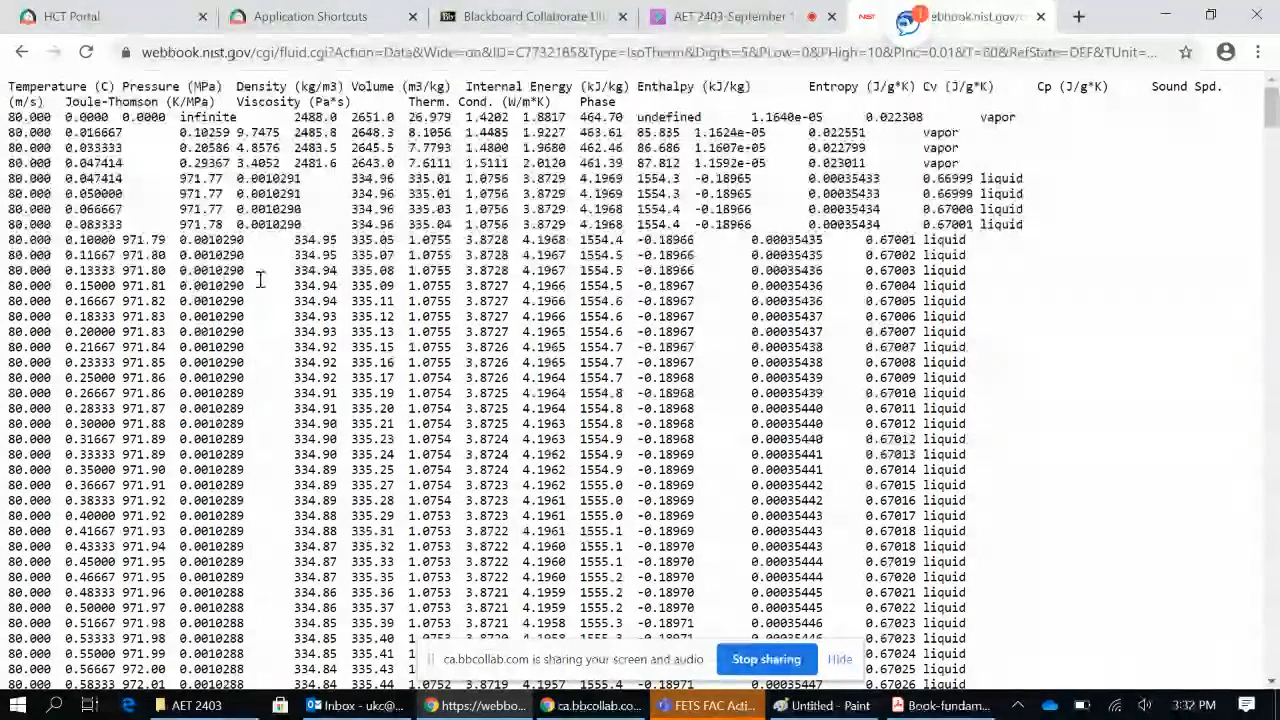 HCT Portal
Application Shortcuts
Blackboard Collaborate Ult
AET 2403 - September 1
NIST
1
webbook.nist.gov/c
webbook.nist.gov/cgi/fluid.cgi?Action=Data&Wide=on&ID=C7732185&Type=IsoTherm&Digits=5&PLow=0&PHigh=10&PInc=0.01&T=80&RefState=DEF&TUnit=...
Temperature (C) Pressure (MPa) Density (kg/m3) Volume (m3/kg) Internal Energy (kJ/kg) Enthalpy (kJ/kg) Entropy (J/g*K) Cv (J/g*K) Cp (J/g*K) Sound Spd.
(m/s) Joule-Thomson (K/MPa) Viscosity (Pa*s) Therm. Cond. (W/m*K) Phase
80.000 0.0000 0.0000 infinite 2488.0 2651.0 26.979 1.4202 1.8817 464.70 undefined 1.1640e-05 0.022308 vapor
80.000 0.016667 0.10259 9.7475 2485.8 2648.3 8.1056 1.4485 1.9227 463.61 85.835 1.1624e-05 0.022551 vapor
80.000 0.033333 0.20586 4.8576 2483.5 2645.5 7.7793 1.4800 1.9680 462.46 86.686 1.1607e-05 0.022799 vapor
80.000 0.047414 0.29367 3.4052 2481.6 2643.0 7.6111 1.5111 2.0120 461.39 87.812 1.1592e-05 0.023011 vapor
80.000 0.047414 971.77 0.0010291 334.96 335.01 1.0756 3.8729 4.1969 1554.3 -0.18965 0.00035433 0.66999 liquid
80.000 0.050000 971.77 0.0010291 334.96 335.01 1.0756 3.8729 4.1969 1554.3 -0.18965 0.00035433 0.66999 liquid
80.000 0.066667 971.77 0.0010290 334.96 335.03 1.0756 3.8729 4.1968 1554.4 -0.18966 0.00035434 0.67000 liquid
80.000 0.083333 971.78 0.0010290 334.96 335.04 1.0756 3.8729 4.1968 1554.4 -0.18966 0.00035434 0.67001 liquid
80.000 0.10000 971.79 0.0010290 334.95 335.05 1.0755 3.8728 4.1968 1554.4 -0.18966 0.00035435 0.67001 liquid
80.000 0.11667 971.80 0.0010290 334.95 335.07 1.0755 3.8728 4.1967 1554.5 -0.18966 0.00035435 0.67002 liquid
80.000 0.13333 971.80 0.0010290 334.94 335.08 1.0755 3.8728 4.1967 1554.5 -0.18966 0.00035436 0.67003 liquid
80.000 0.15000 971.81 0.0010290 334.94 335.09 1.0755 3.8727 4.1967 1554.5 -0.18966 0.00035436 0.67004 liquid
80.000 0.16667 971.82 0.0010290 334.94 335.11 1.0755 3.8727 4.1966 1554.6 -0.18967 0.00035436 0.67005 liquid
80.000 0.18333 971.83 0.0010290 334.93 335.12 1.0755 3.8727 4.1966 1554.6 -0.18967 0.00035437 0.67006 liquid
80.000 0.20000 971.83 0.0010290 334.93 335.13 1.0755 3.8727 4.1965 1554.6 -0.18967 0.00035437 0.67007 liquid
80.000 0.21667 971.84 0.0010290 334.92 335.15 1.0755 3.8726 4.1965 1554.7 -0.18967 0.00035438 0.67007 liquid
80.000 0.23333 971.85 0.0010290 334.92 335.16 1.0755 3.8726 4.1965 1554.7 -0.18967 0.00035438 0.67008 liquid
80.000 0.25000 971.86 0.0010290 334.92 335.17 1.0754 3.8726 4.1964 1554.7 -0.18968 0.00035439 0.67009 liquid
80.000 0.26667 971.86 0.0010289 334.91 335.19 1.0754 3.8725 4.1964 1554.8 -0.18968 0.00035439 0.67010 liquid
80.000 0.28333 971.87 0.0010289 334.91 335.20 1.0754 3.8725 4.1964 1554.8 -0.18968 0.00035440 0.67011 liquid
80.000 0.30000 971.88 0.0010289 334.90 335.21 1.0754 3.8725 4.1963 1554.8 -0.18968 0.00035440 0.67012 liquid
80.000 0.31667 971.89 0.0010289 334.90 335.23 1.0754 3.8724 4.1963 1554.9 -0.18968 0.00035440 0.67012 liquid
80.000 0.33333 971.89 0.0010289 334.90 335.24 1.0754 3.8724 4.1962 1554.9 -0.18969 0.00035441 0.67013 liquid
80.000 0.35000 971.90 0.0010289 334.89 335.25 1.0754 3.8724 4.1962 1554.9 -0.18969 0.00035441 0.67014 liquid
80.000 0.36667 971.91 0.0010289 334.89 335.27 1.0754 3.8723 4.1962 1555.0 -0.18969 0.00035442 0.67015 liquid
80.000 0.38333 971.92 0.0010289 334.89 335.28 1.0754 3.8723 4.1961 1555.0 -0.18969 0.00035442 0.67016 liquid
80.000 0.40000 971.92 0.0010289 334.88 335.29 1.0753 3.8723 4.1961 1555.0 -0.18969 0.00035443 0.67017 liquid
80.000 0.41667 971.93 0.0010289 334.88 335.31 1.0753 3.8722 4.1961 1555.1 -0.18969 0.00035443 0.67018 liquid
80.000 0.43333 971.94 0.0010289 334.87 335.32 1.0753 3.8722 4.1960 1555.1 -0.18970 0.00035443 0.67018 liquid
80.000 0.45000 971.95 0.0010289 334.87 335.33 1.0753 3.8722 4.1960 1555.1 -0.18970 0.00035444 0.67019 liquid
80.000 0.46667 971.95 0.0010289 334.87 335.35 1.0753 3.8722 4.1960 1555.2 -0.18970 0.00035444 0.67020 liquid
80.000 0.48333 971.96 0.0010288 334.86 335.36 1.0753 3.8721 4.1959 1555.2 -0.18970 0.00035445 0.67021 liquid
80.000 0.50000 971.97 0.0010288 334.86 335.37 1.0753 3.8721 4.1959 1555.2 -0.18970 0.00035445 0.67022 liquid
80.000 0.51667 971.98 0.0010288 334.85 335.39 1.0753 3.8721 4.1958 1555.3 -0.18971 0.00035446 0.67023 liquid
80.000 0.53333 971.98 0.0010288 334.85 335.40 0.67023 liquid
80.000 0.55000 971.99 0.0010288 334.85 335.41 0.67024 liquid
80.000 0.56667 972.00 0.0010288 334.84 335.43 0.67025 liquid
80.000 0.58333 972.01 0.0010288 334.84 335.44 1.0752 3.8719 4.1957 1555.4 -0.18971 0.00035447 0.67026 liquid
ca.bbcollab.com is sharing your screen and audio
Stop sharing
Hide
AET 2403
Inbox - ukc@...
https://webbo...
ca.bbcollab.co...
FETS FAC Acti...
Untitled - Paint
Book-fundam...
3:32 PM